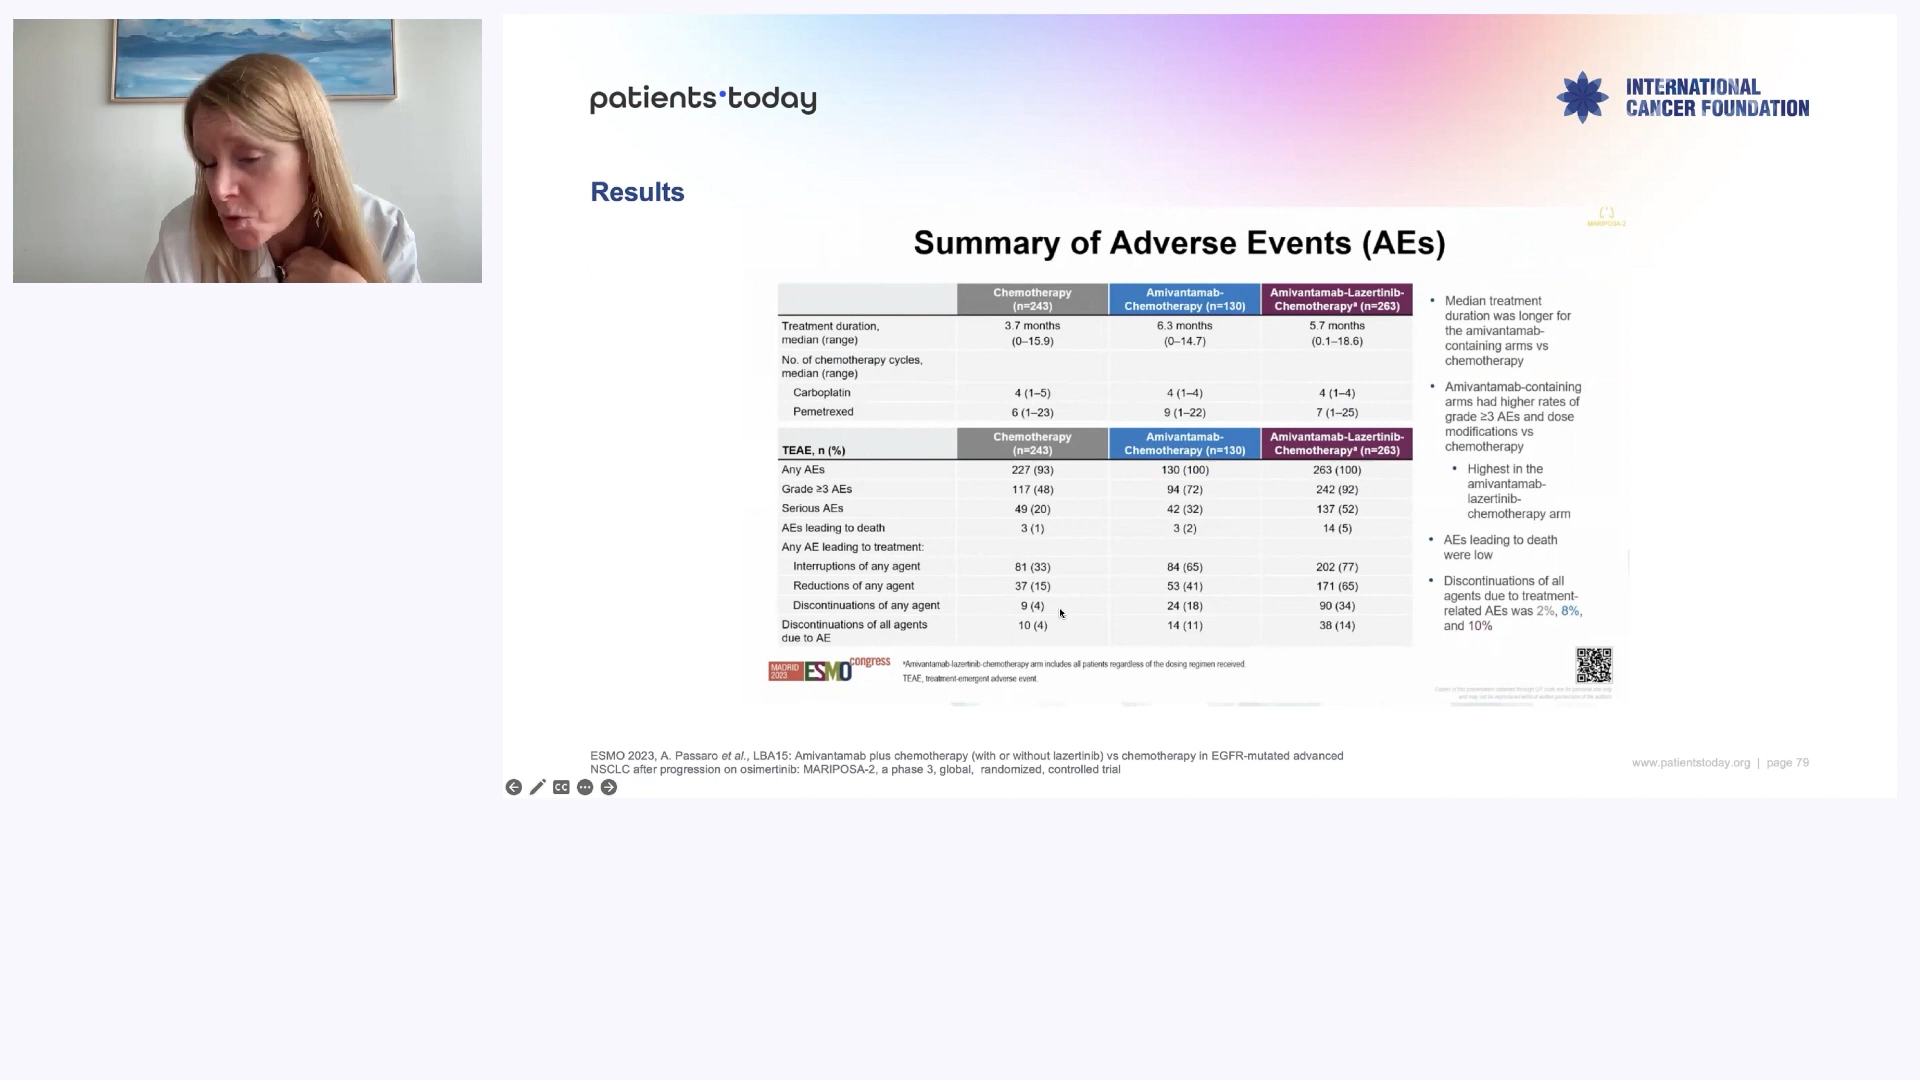 patients•today
INTERNATIONAL
CANCER FOUNDATION
Results
MARIPOSA-2
Summary of Adverse Events (AEs)
Chemotherapy (n=243) Amivantamab-Chemotherapy (n=130) Amivantamab-Lazertinib-Chemotherapyᵃ (n=263)
Treatment duration, median (range) 3.7 months (0–15.9) 6.3 months (0–14.7) 5.7 months (0.1–18.6)
No. of chemotherapy cycles, median (range)
Carboplatin 4 (1–5) 4 (1–4) 4 (1–4)
Pemetrexed 6 (1–23) 9 (1–22) 7 (1–25)
TEAE, n (%) Chemotherapy (n=243) Amivantamab-Chemotherapy (n=130) Amivantamab-Lazertinib-Chemotherapyᵃ (n=263)
Any AEs 227 (93) 130 (100) 263 (100)
Grade ≥3 AEs 117 (48) 94 (72) 242 (92)
Serious AEs 49 (20) 42 (32) 137 (52)
AEs leading to death 3 (1) 3 (2) 14 (5)
Any AE leading to treatment:
Interruptions of any agent 81 (33) 84 (65) 202 (77)
Reductions of any agent 37 (15) 53 (41) 171 (65)
Discontinuations of any agent 9 (4) 24 (18) 90 (34)
Discontinuations of all agents due to AE 10 (4) 14 (11) 38 (14)
• Median treatment
duration was longer for
the amivantamab-
containing arms vs
chemotherapy
• Amivantamab-containing
arms had higher rates of
grade ≥3 AEs and dose
modifications vs
chemotherapy
• Highest in the
amivantamab-
lazertinib-
chemotherapy arm
• AEs leading to death
were low
• Discontinuations of all
agents due to treatment-
related AEs was 2%, 8%,
and 10%
MADRID
2023
ESMO congress
ᵃAmivantamab-lazertinib-chemotherapy arm includes all patients regardless of the dosing regimen received.
TEAE, treatment-emergent adverse event.
ESMO 2023, A. Passaro et al., LBA15: Amivantamab plus chemotherapy (with or without lazertinib) vs chemotherapy in EGFR-mutated advanced
NSCLC after progression on osimertinib: MARIPOSA-2, a phase 3, global, randomized, controlled trial
www.patientstoday.org | page 79
CC